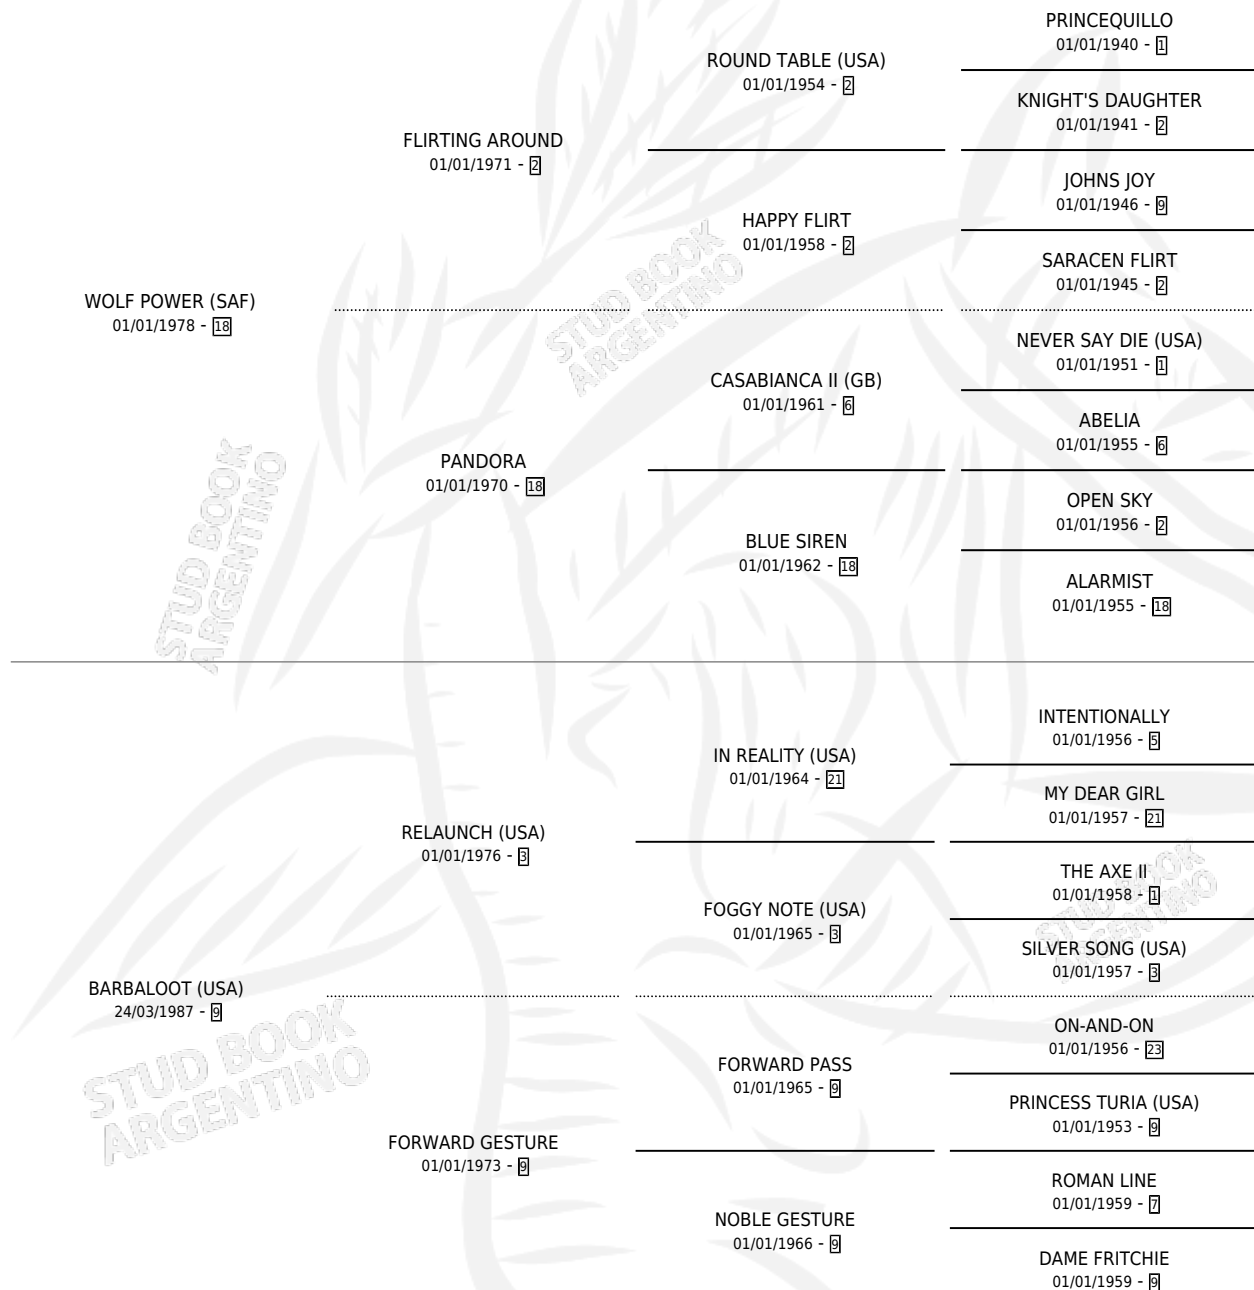 PRINCEQUILLO
01/01/1940 - 1
ROUND TABLE (USA)
01/01/1954 - 2
KNIGHT'S DAUGHTER
01/01/1941 - 2
FLIRTING AROUND
01/01/1971 - 2
JOHNS JOY
01/01/1946 - 9
HAPPY FLIRT
01/01/1958 - 2
SARACEN FLIRT
01/01/1945 - 2
WOLF POWER (SAF)
01/01/1978 - 18
NEVER SAY DIE (USA)
01/01/1951 - 1
CASABIANCA II (GB)
01/01/1961 - 6
ABELIA
01/01/1955 - 6
PANDORA
01/01/1970 - 18
OPEN SKY
01/01/1956 - 2
BLUE SIREN
01/01/1962 - 18
ALARMIST
01/01/1955 - 18
STUD BOOK
ARGENTINO
STUD BOOK
ARGENTINO
INTENTIONALLY
01/01/1956 - 5
IN REALITY (USA)
01/01/1964 - 21
MY DEAR GIRL
01/01/1957 - 21
RELAUNCH (USA)
01/01/1976 - 3
THE AXE II
01/01/1958 - 1
FOGGY NOTE (USA)
01/01/1965 - 3
SILVER SONG (USA)
01/01/1957 - 3
BARBALOOT (USA)
24/03/1987 - 9
ON-AND-ON
01/01/1956 - 23
FORWARD PASS
01/01/1965 - 9
PRINCESS TURIA (USA)
01/01/1953 - 9
FORWARD GESTURE
01/01/1973 - 9
ROMAN LINE
01/01/1959 - 7
NOBLE GESTURE
01/01/1966 - 9
DAME FRITCHIE
01/01/1959 - 9
STUD BOOK
ARGENTINO
STUD BOOK
ARGENTINO